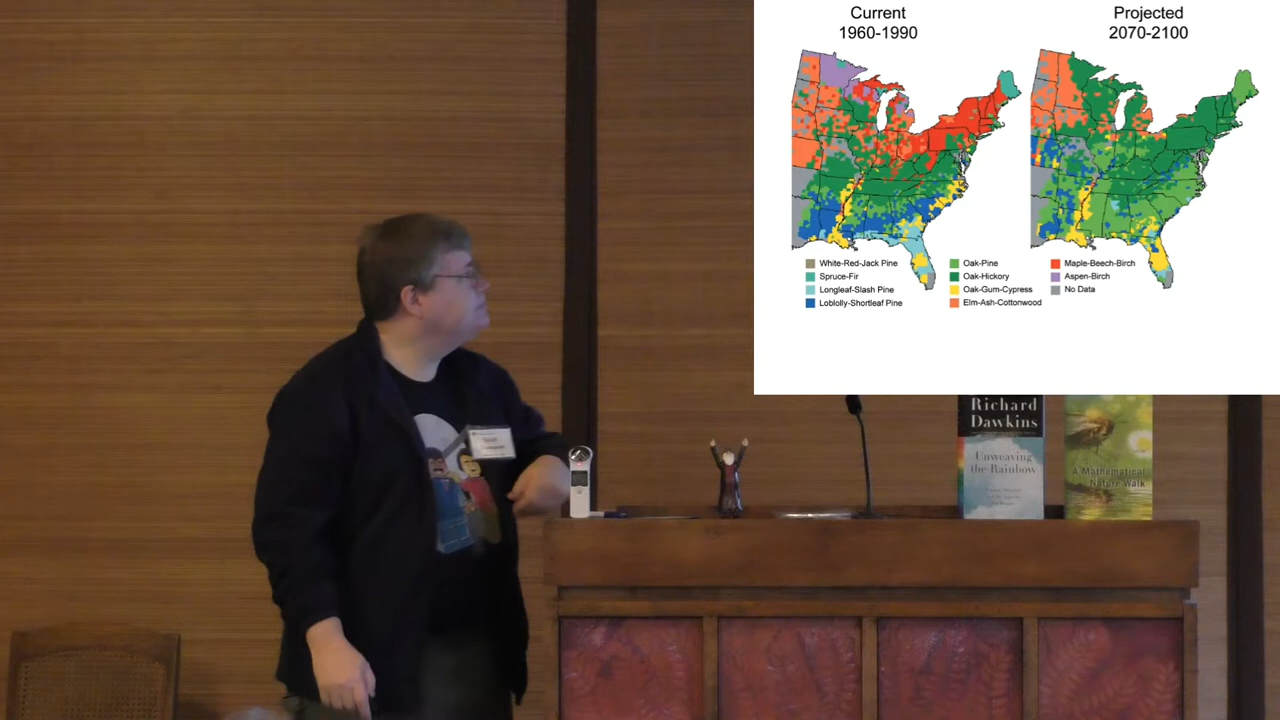 Current
1960-1990
Projected
2070-2100
White-Red-Jack Pine
Spruce-Fir
Longleaf-Slash Pine
Loblolly-Shortleaf Pine
Oak-Pine
Oak-Hickory
Oak-Gum-Cypress
Elm-Ash-Cottonwood
Maple-Beech-Birch
Aspen-Birch
No Data
Richard
Dawkins
Unweaving
the Rainbow
A Mathematical
Nature Walk